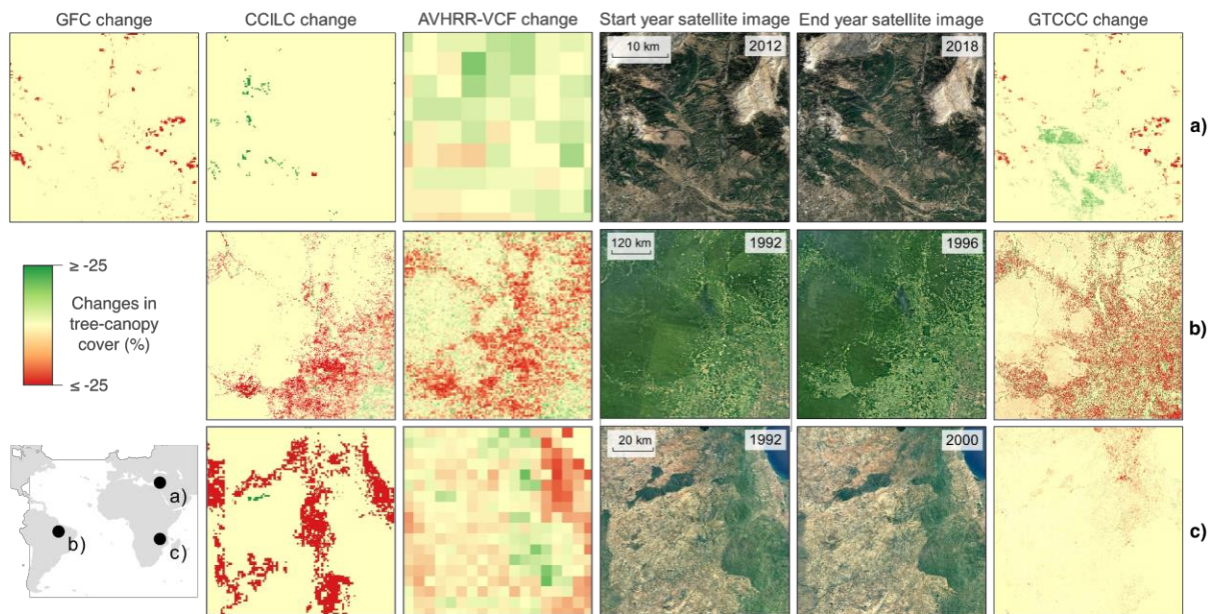 GFC change CCILC change AVHRR-VCF change Start year satellite image End year satellite image GTCCC change
10 km 2012 2018
a)
120 km 1992 1996
≥ -25
Changes in
tree-canopy
cover (%)
≤ -25
b)
20 km 1992 2000
a)
b)
c)
c)